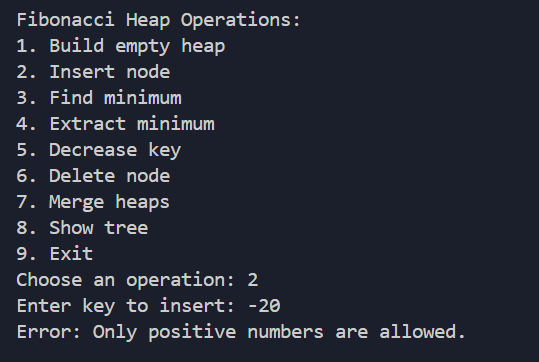 Fibonacci Heap Operations:
1. Build empty heap
2. Insert node
3. Find minimum
4. Extract minimum
5. Decrease key
6. Delete node
7. Merge heaps
8. Show tree
9. Exit
Choose an operation: 2
Enter key to insert: -20
Error: Only positive numbers are allowed.